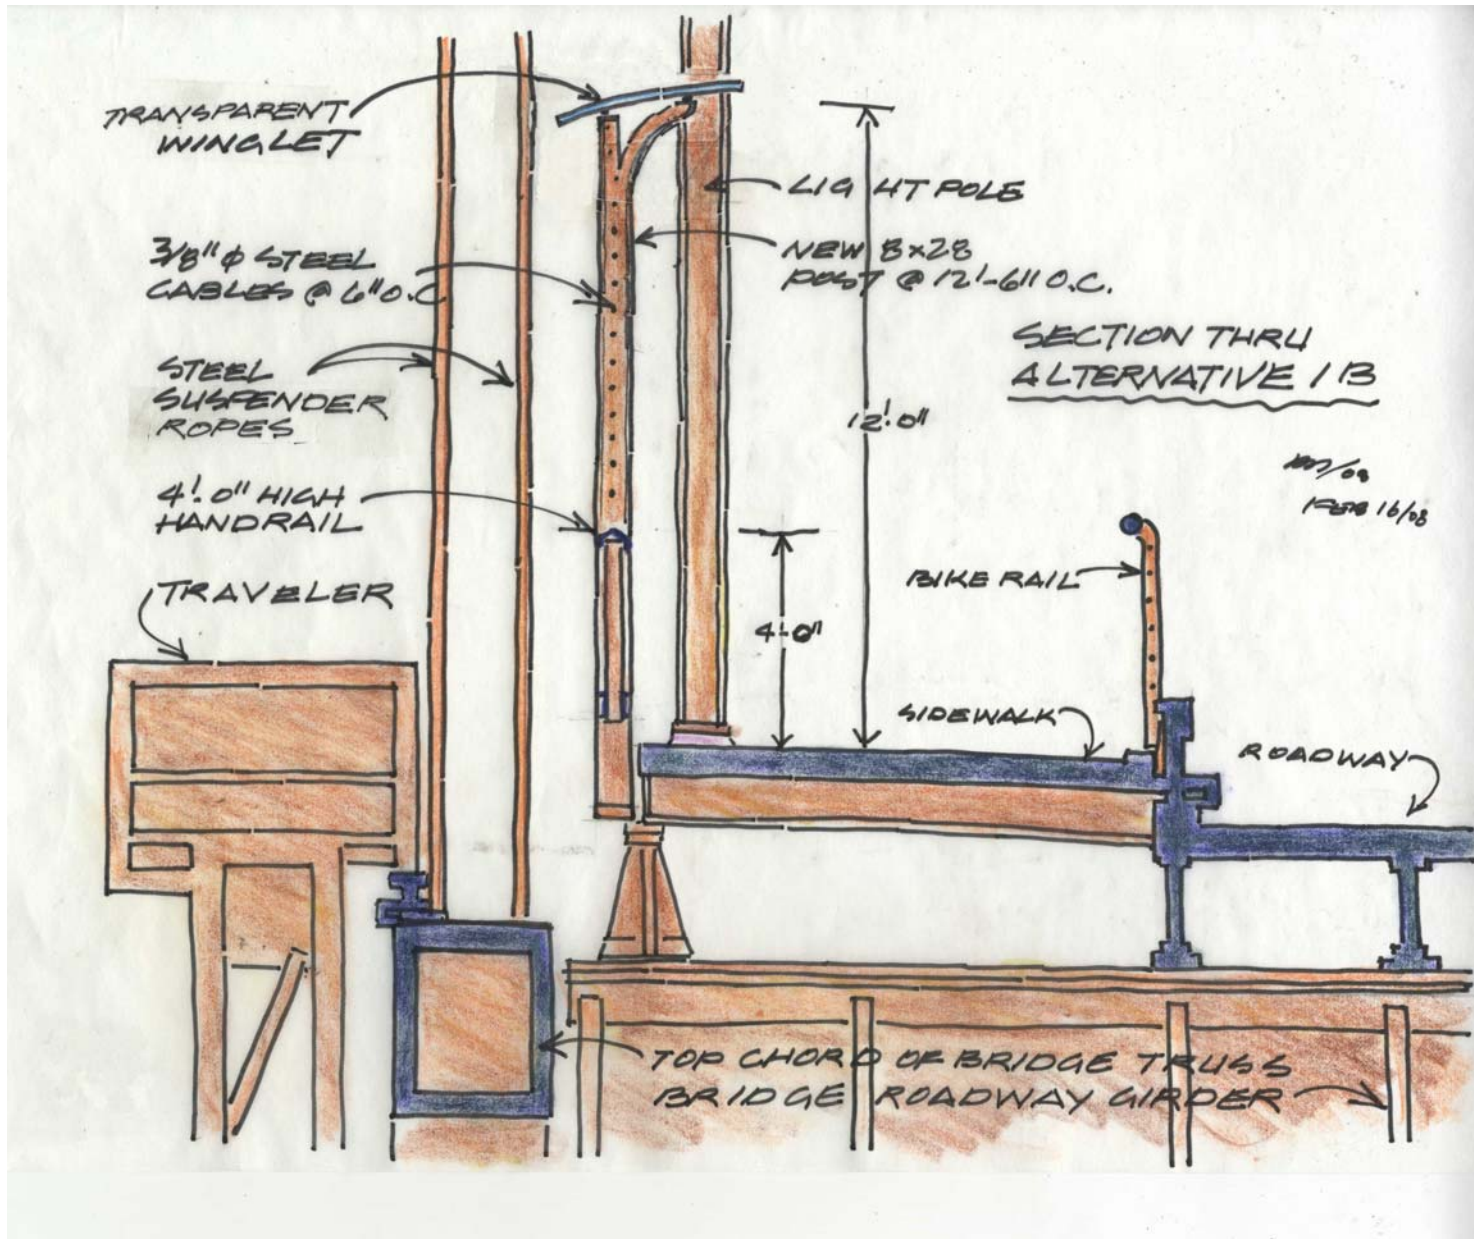 TRANSPARENT
WINGLET
LIGHT POLE
3/8" ϕ STEEL
CABLES @ 6" O.C
NEW 8x28
POST @ 12'-6" O.C.
SECTION THRU
ALTERNATIVE 1B
STEEL
SUSPENDER
ROPES
12'.0"
4'.0" HIGH
HANDRAIL
FEB 16/08
BIKE RAIL
TRAVELER
4'-0"
SIDEWALK
ROADWAY
TOP CHORD OF BRIDGE TRUSS
BRIDGE ROADWAY GIRDER